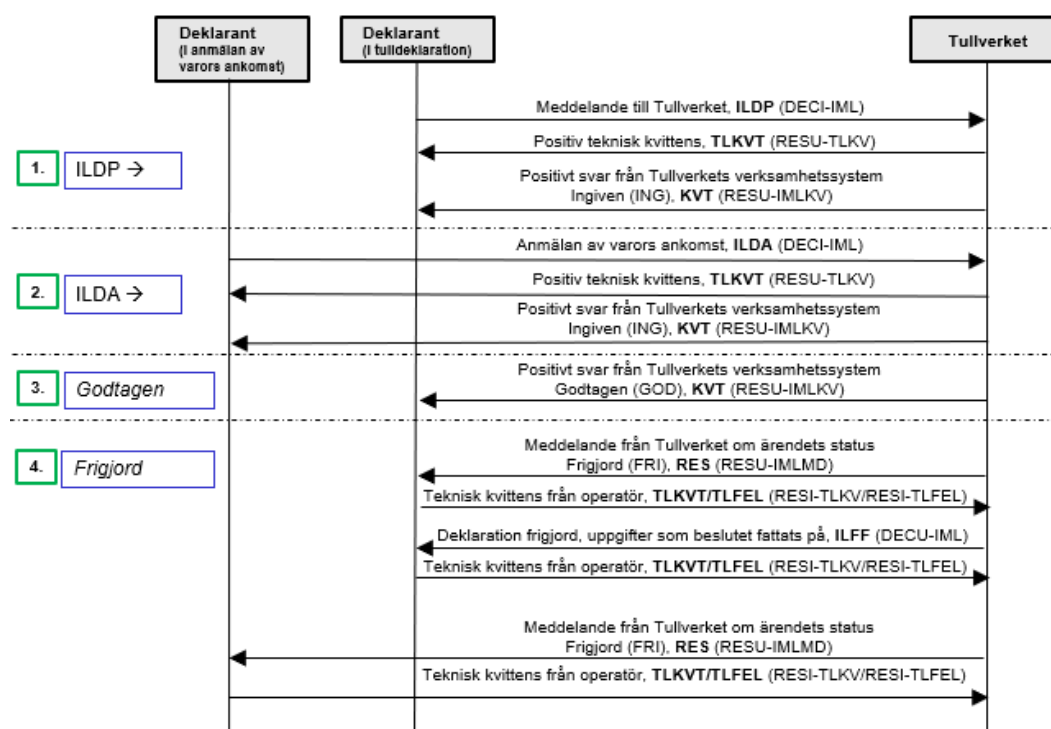 Deklarant
(I anmälan av
varors ankomst)
Deklarant
(I tulldeklaration)
Tullverket
Meddelande till Tullverket, ILDP (DECI-IML)
Positiv teknisk kvittens, TLKVT (RESU-TLKV)
1.
ILDP →
Positivt svar från Tullverkets verksamhetssystem
Ingiven (ING), KVT (RESU-IMLKV)
Anmälan av varors ankomst, ILDA (DECI-IML)
2.
ILDA →
Positiv teknisk kvittens, TLKVT (RESU-TLKV)
Positivt svar från Tullverkets verksamhetssystem
Ingiven (ING), KVT (RESU-IMLKV)
3.
Godtagen
Positivt svar från Tullverkets verksamhetssystem
Godtagen (GOD), KVT (RESU-IMLKV)
4.
Frigjord
Meddelande från Tullverket om ärendets status
Frigjord (FRI), RES (RESU-IMLMD)
Teknisk kvittens från operatör, TLKVT/TLFEL (RESI-TLKV/RESI-TLFEL)
Deklaration frigjord, uppgifter som beslutet fattats på, ILFF (DECU-IML)
Teknisk kvittens från operatör, TLKVT/TLFEL (RESI-TLKV/RESI-TLFEL)
Meddelande från Tullverket om ärendets status
Frigjord (FRI), RES (RESU-IMLMD)
Teknisk kvittens från operatör, TLKVT/TLFEL (RESI-TLKV/RESI-TLFEL)